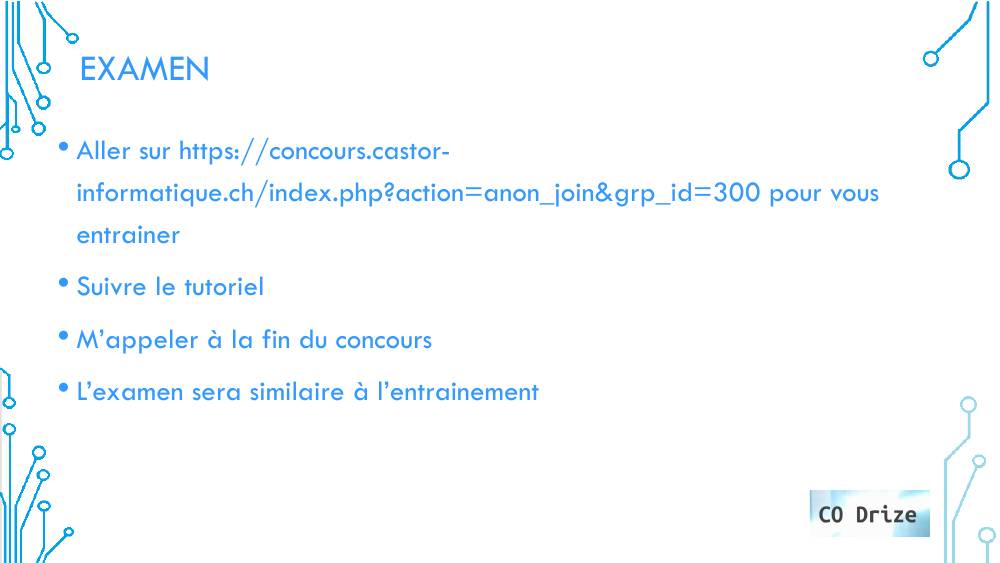 EXAMEN
• Aller sur https://concours.castor-
informatique.ch/index.php?action=anon_join&grp_id=300 pour vous
entrainer
• Suivre le tutoriel
• M’appeler à la fin du concours
• L’examen sera similaire à l’entrainement
CO Drize